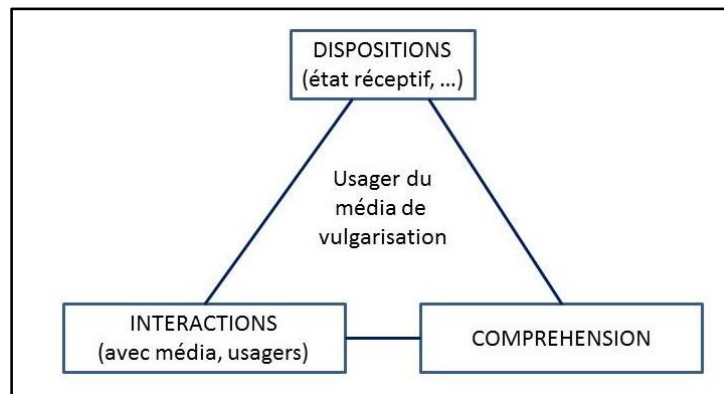 DISPOSITIONS
(état réceptif, ...)
Usager du
média de
vulgarisation
INTERACTIONS
(avec média, usagers)
COMPREHENSION